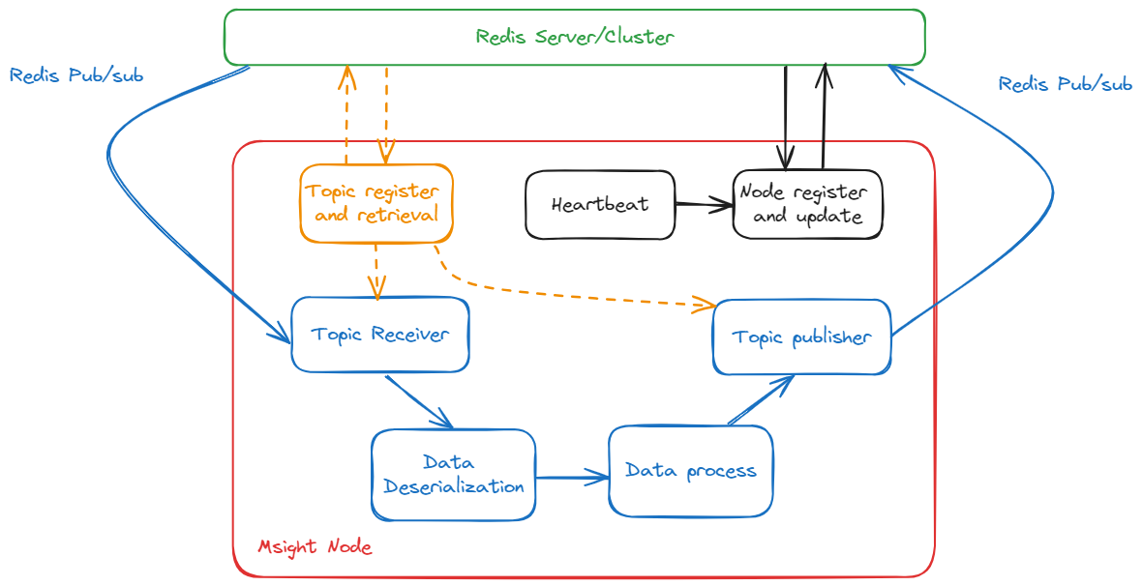 Redis Server/Cluster
Redis Pub/sub
Redis Pub/sub
Topic register
and retrieval
Heartbeat
Node register
and update
Topic Receiver
Topic publisher
Data
Deserialization
Data process
Msight Node